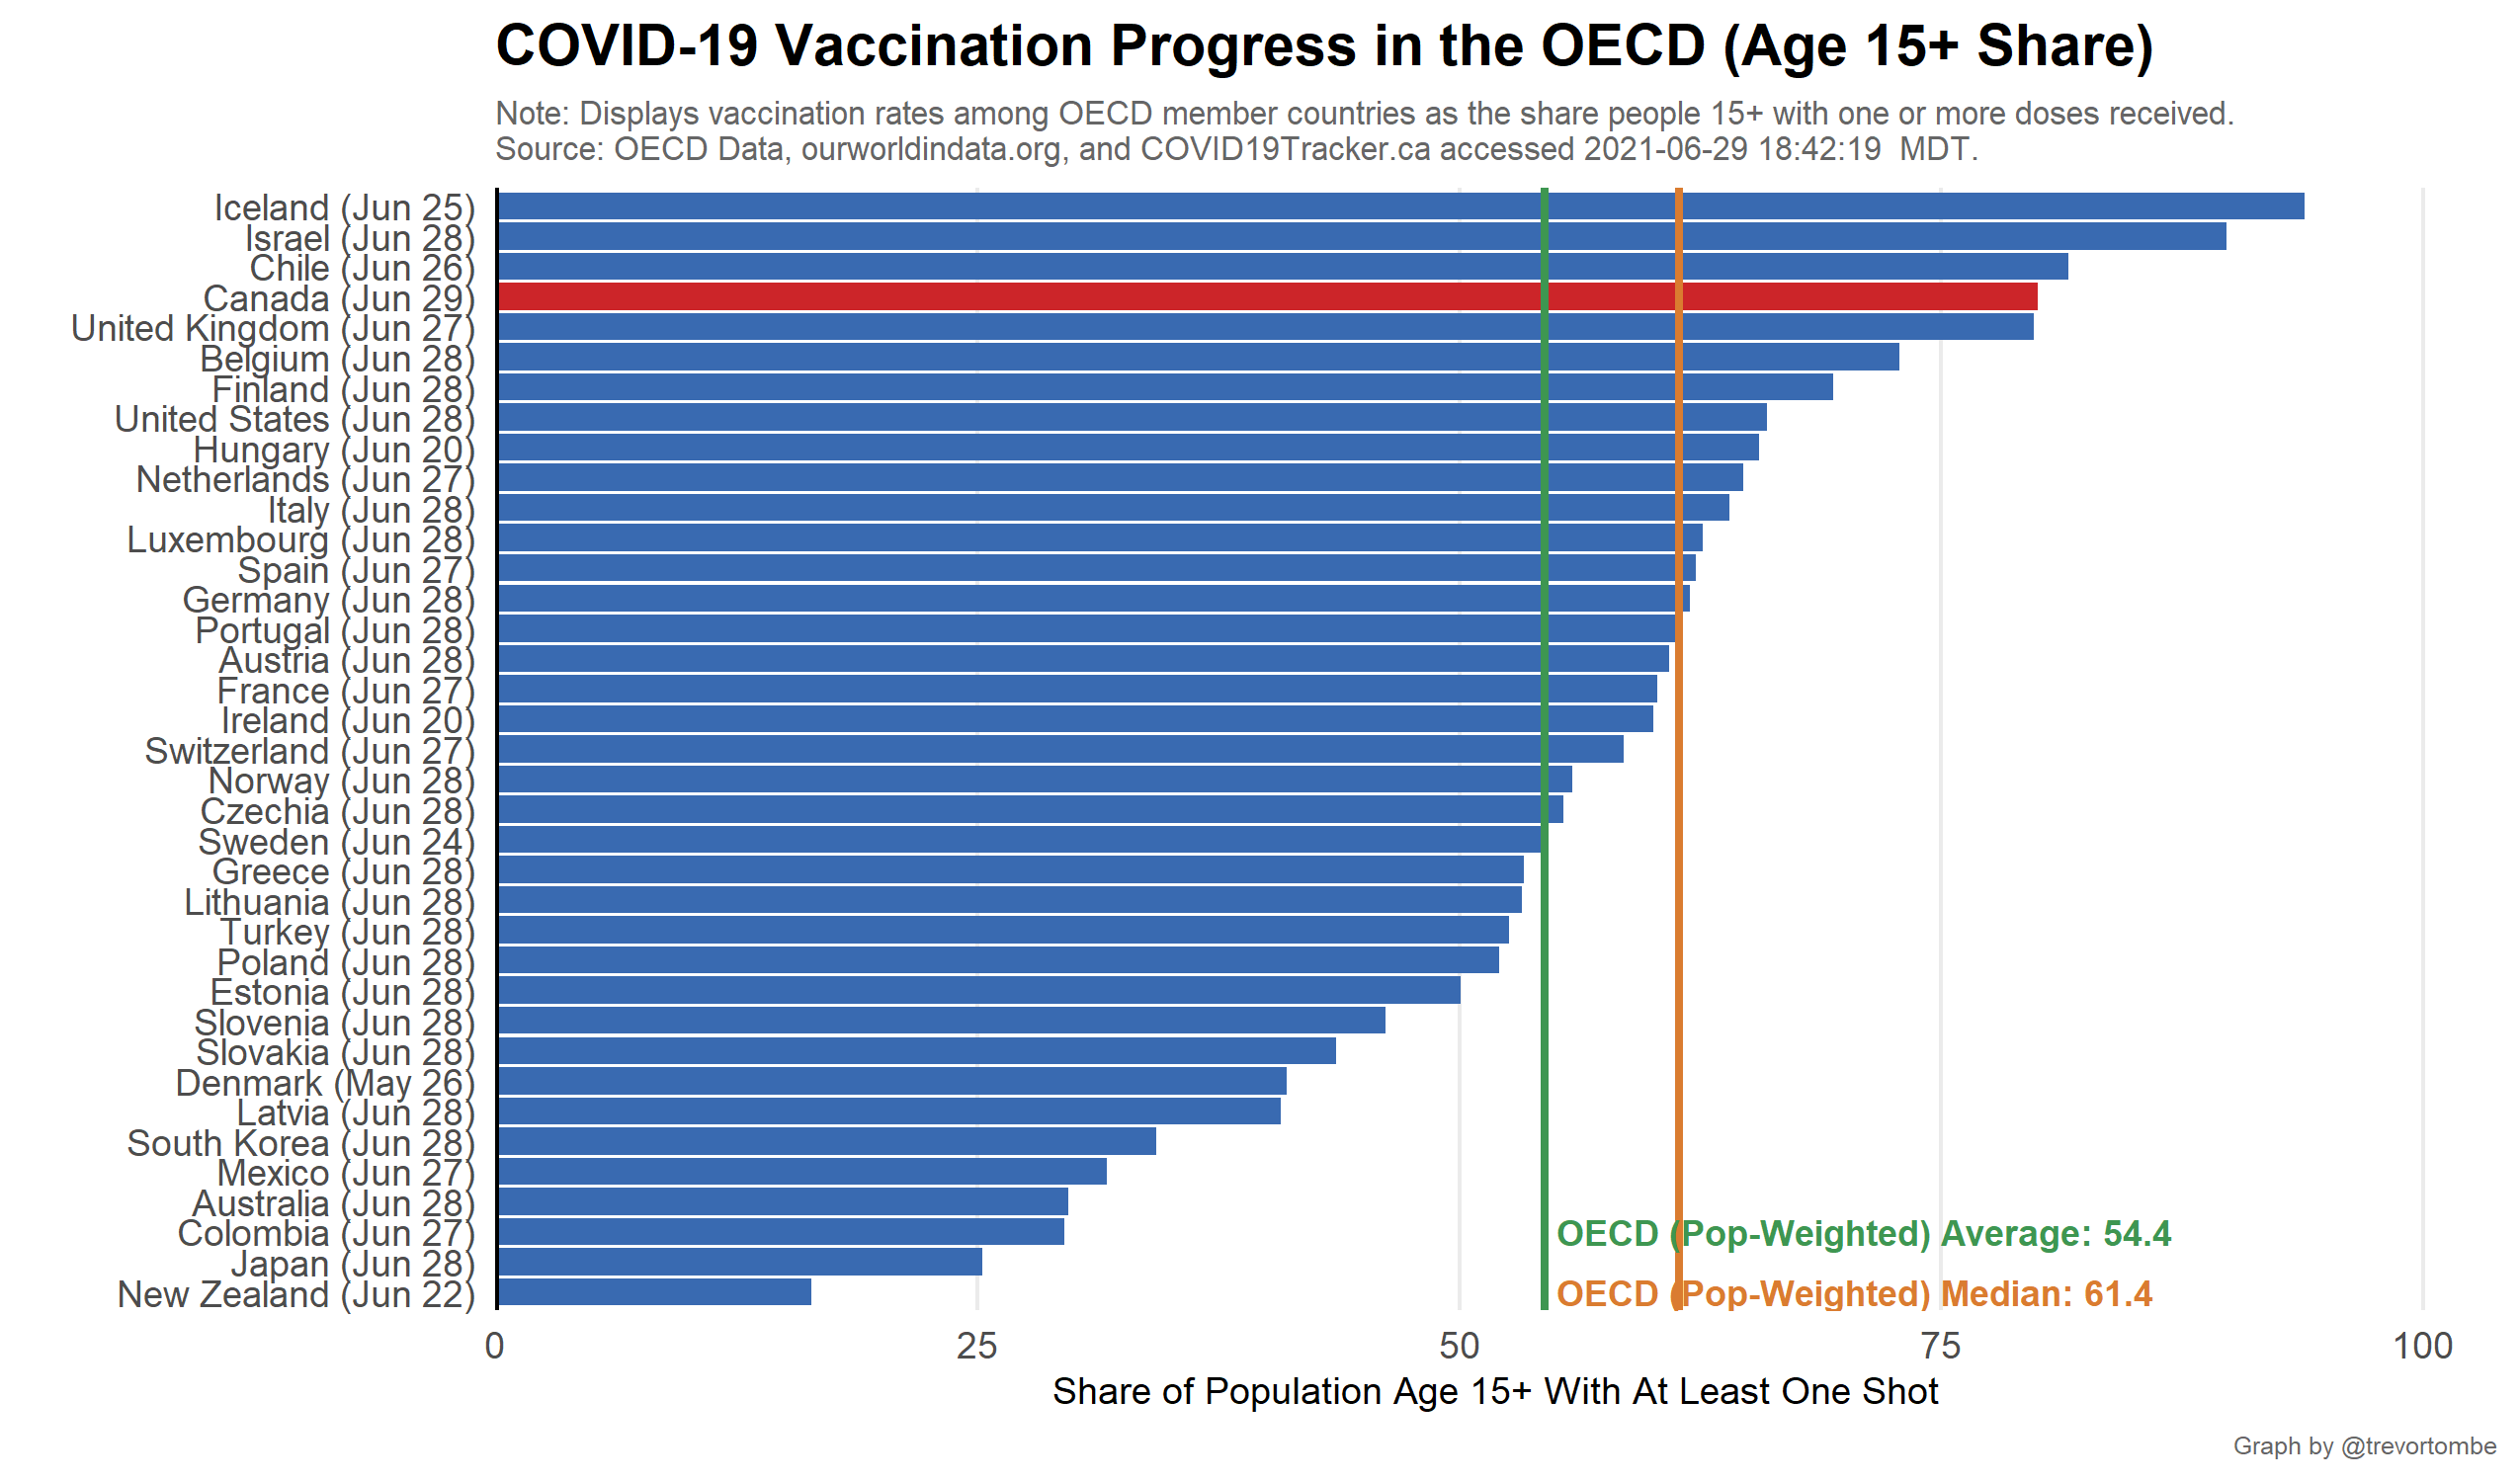 COVID-19 Vaccination Progress in the OECD (Age 15+ Share)
Note: Displays vaccination rates among OECD member countries as the share people 15+ with one or more doses received.
Source: OECD Data, ourworldindata.org, and COVID19Tracker.ca accessed 2021-06-29 18:42:19  MDT.
Iceland (Jun 25)
Israel (Jun 28)
Chile (Jun 26)
Canada (Jun 29)
United Kingdom (Jun 27)
Belgium (Jun 28)
Finland (Jun 28)
United States (Jun 28)
Hungary (Jun 20)
Netherlands (Jun 27)
Italy (Jun 28)
Luxembourg (Jun 28)
Spain (Jun 27)
Germany (Jun 28)
Portugal (Jun 28)
Austria (Jun 28)
France (Jun 27)
Ireland (Jun 20)
Switzerland (Jun 27)
Norway (Jun 28)
Czechia (Jun 28)
Sweden (Jun 24)
Greece (Jun 28)
Lithuania (Jun 28)
Turkey (Jun 28)
Poland (Jun 28)
Estonia (Jun 28)
Slovenia (Jun 28)
Slovakia (Jun 28)
Denmark (May 26)
Latvia (Jun 28)
South Korea (Jun 28)
Mexico (Jun 27)
Australia (Jun 28)
Colombia (Jun 27)
Japan (Jun 28)
New Zealand (Jun 22)
OECD (Pop-Weighted) Average: 54.4
OECD (Pop-Weighted) Median: 61.4
0 25 50 75 100
Share of Population Age 15+ With At Least One Shot
Graph by @trevortombe